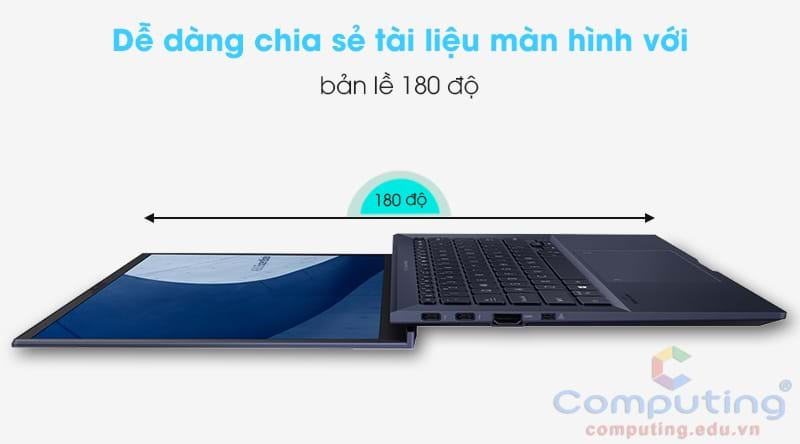 Dễ dàng chia sẻ tài liệu màn hình với
bản lề 180 độ
180 độ
Computing®
computing.edu.vn